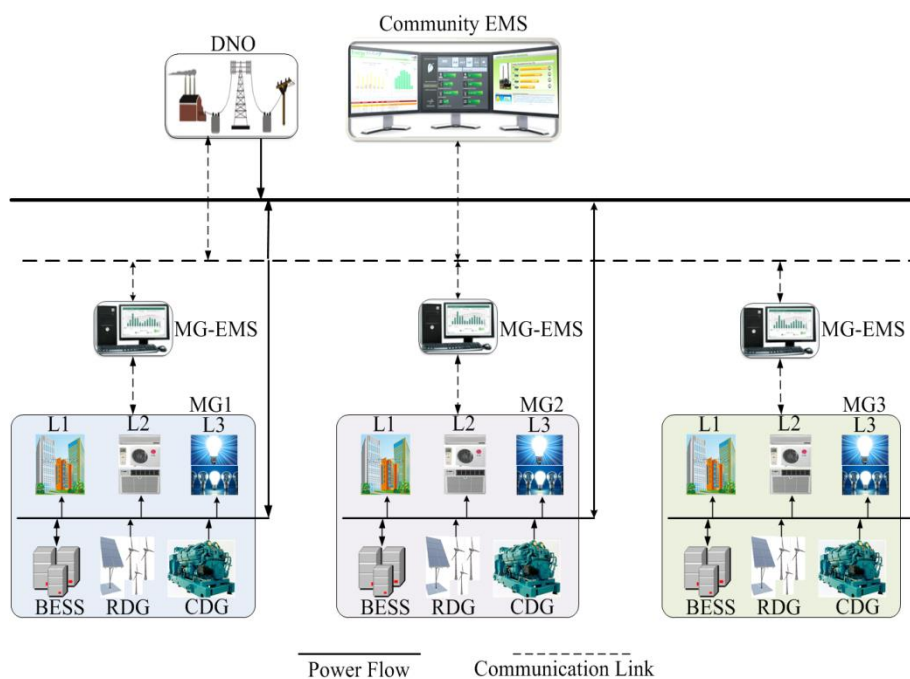 Community EMS
DNO
MG-EMS
MG-EMS
MG-EMS
MG1
L1 L2 L3
MG2
L1 L2 L3
MG3
L1 L2 L3
BESS RDG CDG
BESS RDG CDG
BESS RDG CDG
Power Flow
Communication Link